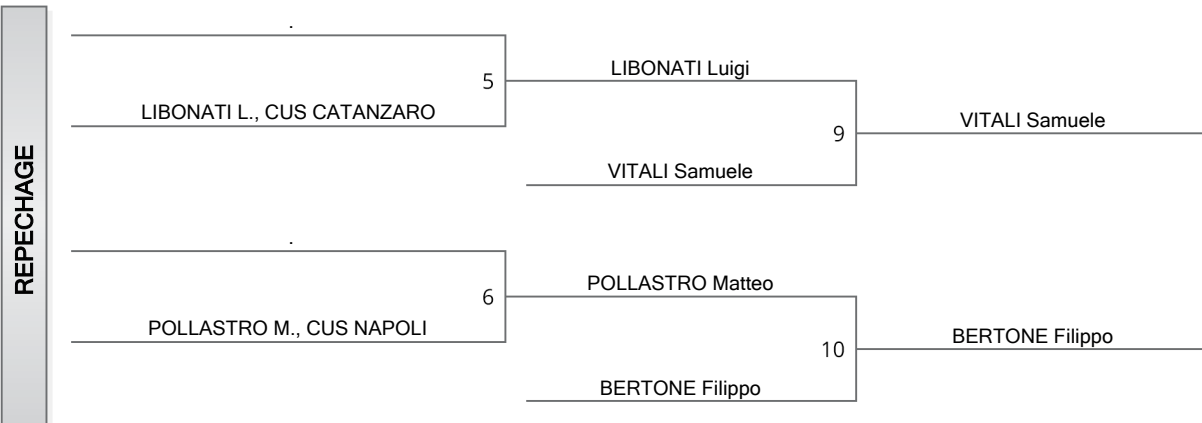 REPECHAGE
.
5
LIBONATI L., CUS CATANZARO
LIBONATI Luigi
9
VITALI Samuele
VITALI Samuele
.
6
POLLASTRO M., CUS NAPOLI
POLLASTRO Matteo
10
BERTONE Filippo
BERTONE Filippo